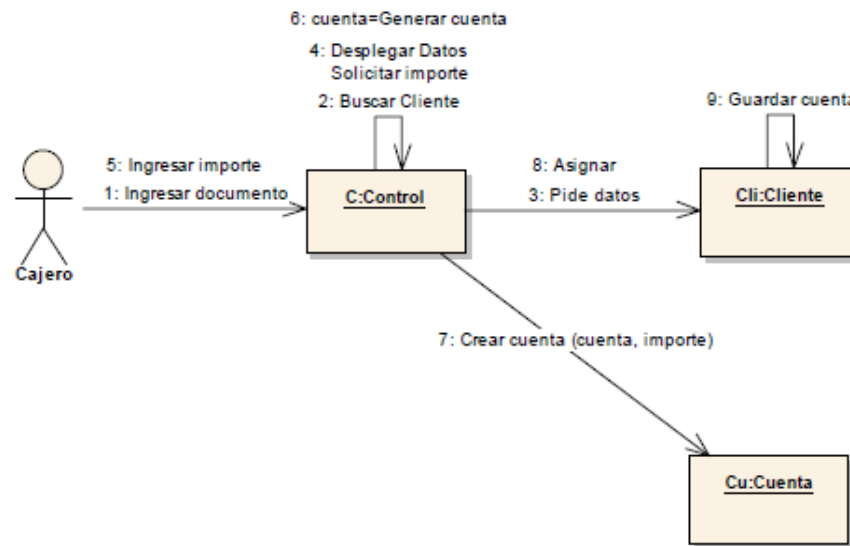 6: cuenta=Generar cuenta
4: Desplegar Datos
Solicitar importe
2: Buscar Cliente
9: Guardar cuenta
5: Ingresar importe
1: Ingresar documento
C:Control
8: Asignar
3: Pide datos
Cli:Cliente
Cajero
7: Crear cuenta (cuenta, importe)
Cu:Cuenta